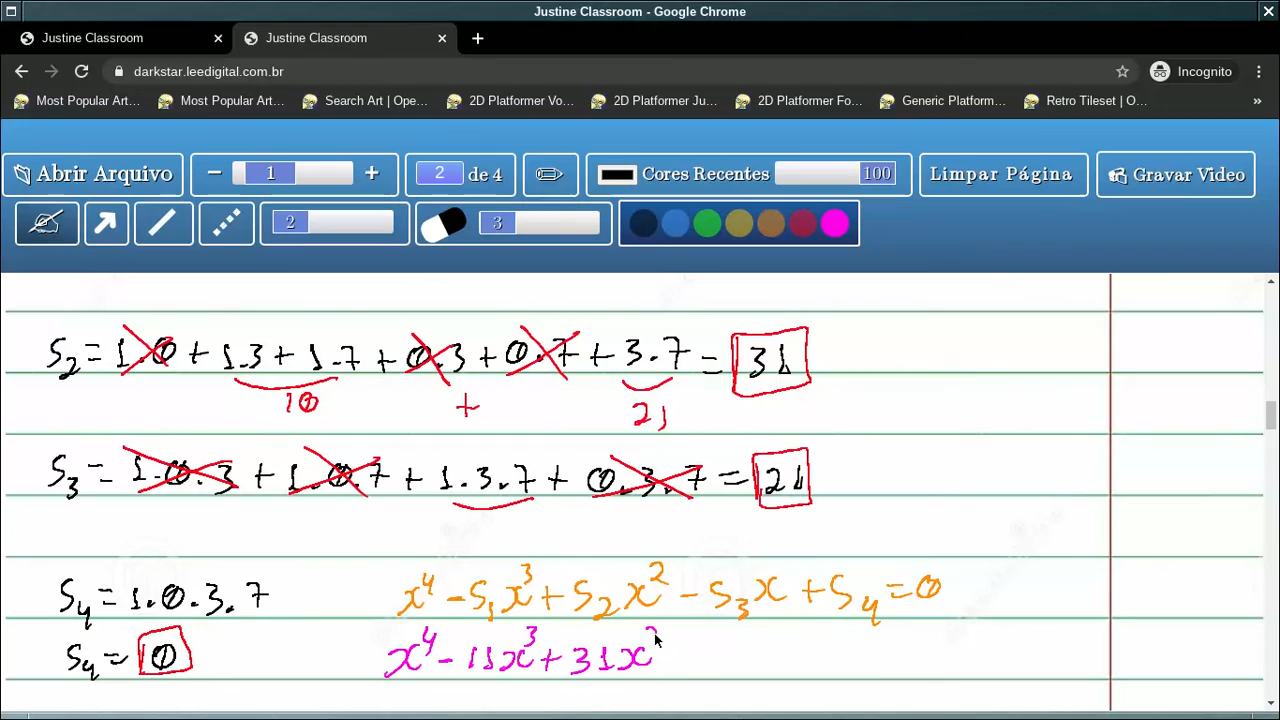 Justine Classroom - Google Chrome
Justine Classroom
Justine Classroom
darkstar.leedigital.com.br
Incognito
Most Popular Art…
Most Popular Art…
Search Art | Ope…
2D Platformer Vo…
2D Platformer Ju…
2D Platformer Fo…
Generic Platform…
Retro Tileset | O…
»
Abrir Arquivo
− 1 +
2 de 4
Cores Recentes 100
Limpar Página
Gravar Video
2
3
S₂ = 1.0 + 1.3 + 1.7 + 0.3 + 0.7 + 3.7 = 31
10 + 21
S₃ = 1.0.3 + 1.0.7 + 1.3.7 + 0.3.7 = 21
S₄ = 1.0.3.7
x⁴ - S₁x³ + S₂x² - S₃x + S₄ = 0
S₄ = 0
x⁴ - 11x³ + 31x²